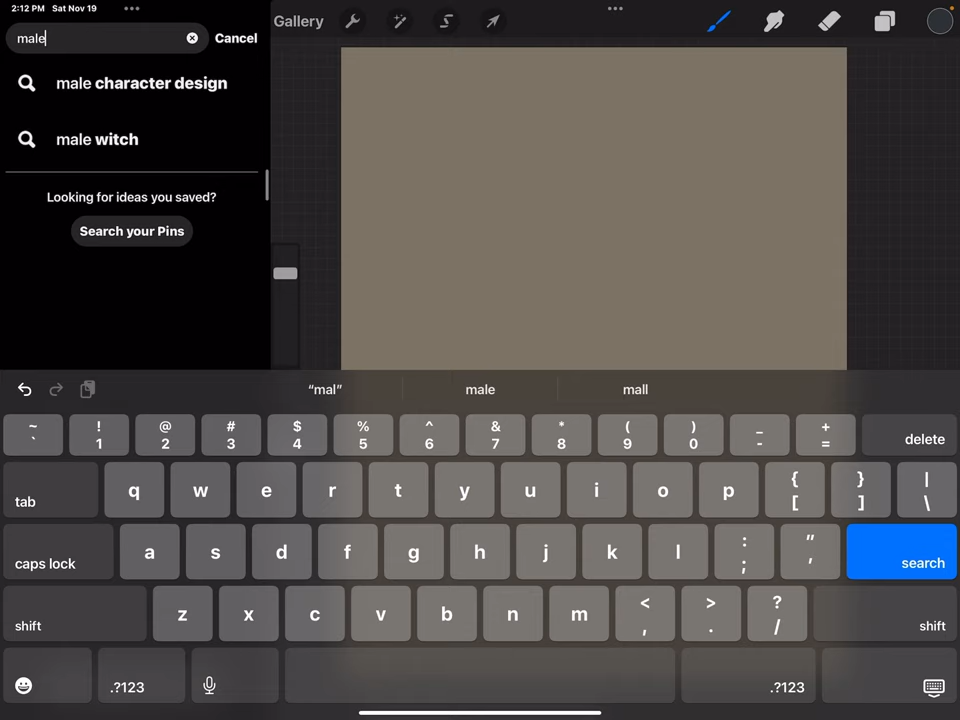 2:12 PM Sat Nov 19
Gallery
male
Cancel
male character design
male witch
Looking for ideas you saved?
Search your Pins
“mal” male mall
~ ! @ # $ % ^ & * ( ) _ +
` 1 2 3 4 5 6 7 8 9 0 - = delete
tab q w e r t y u i o p { [ } ] | \
caps lock a s d f g h j k l : ; " ' search
shift z x c v b n m < , > . ? / shift
.?123 .?123